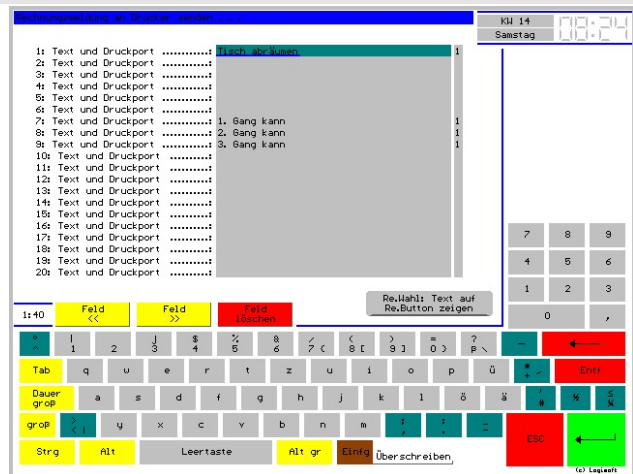 Rechnungsmeldung an Drucker senden . . .
KW 14
Samstag
08:24
1: Text und Druckport ...........: Tisch abräumen 1
2: Text und Druckport ...........:
3: Text und Druckport ...........:
4: Text und Druckport ...........:
5: Text und Druckport ...........:
6: Text und Druckport ...........:
7: Text und Druckport ...........: 1. Gang kann 1
8: Text und Druckport ...........: 2. Gang kann 1
9: Text und Druckport ...........: 3. Gang kann 1
10: Text und Druckport ..........:
11: Text und Druckport ..........:
12: Text und Druckport ..........:
13: Text und Druckport ..........:
14: Text und Druckport ..........:
15: Text und Druckport ..........:
16: Text und Druckport ..........:
17: Text und Druckport ..........:
18: Text und Druckport ..........:
19: Text und Druckport ..........:
20: Text und Druckport ..........:
7 8 9
4 5 6
1 2 3
0 ,
Re.Wahl: Text auf
Re.Button zeigen
1:40
Feld
<<
Feld
>>
Feld
löschen
° | J $ % & / ( ) = ?
^ 1 2 3 4 5 6 7 { 8 [ 9 ] 0 } β \ ←
Tab q w e r t z u i o p ü * + ~ Entf
Dauer
groβ a s d f g h j k l ö ä ' # ½ ≤ ¼
groβ > < | y x c v b n m ; , : . _ - ESC
Strg Alt Leertaste Alt gr Einfg Überschreiben
(c) Logisoft